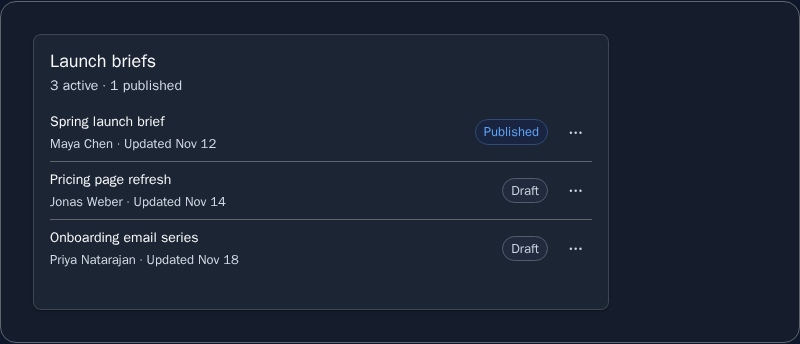 Launch briefs
3 active · 1 published
Spring launch brief
Published
Maya Chen · Updated Nov 12
Pricing page refresh
Draft
Jonas Weber · Updated Nov 14
Onboarding email series
Draft
Priya Natarajan · Updated Nov 18